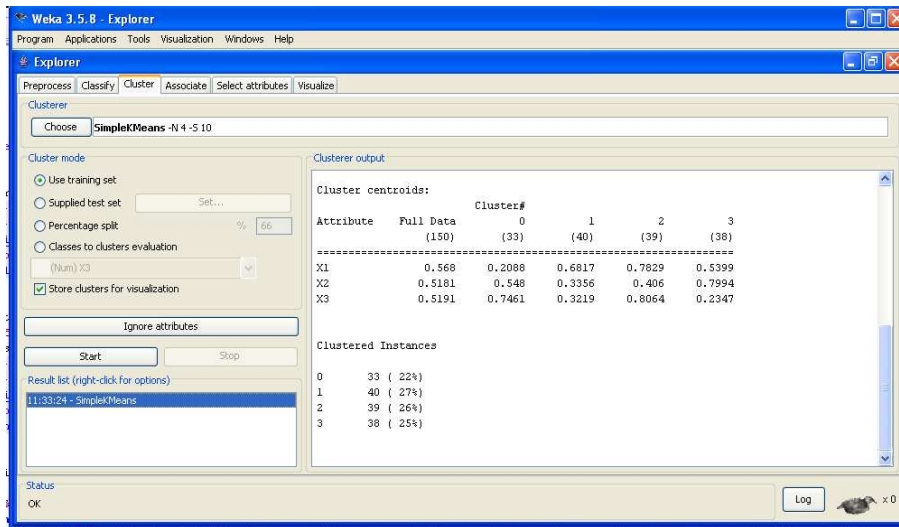 Weka 3.5.8 - Explorer
Program Applications Tools Visualization Windows Help
Explorer
Preprocess Classify Cluster Associate Select attributes Visualize
Clusterer
Choose SimpleKMeans -N 4 -S 10
Cluster mode
Use training set
Supplied test set Set...
Percentage split % 66
Classes to clusters evaluation
(Num) X3
Store clusters for visualization
Ignore attributes
Start Stop
Result list (right-click for options)
11:33:24 - SimpleKMeans
Clusterer output
Cluster centroids:
Cluster#
Attribute Full Data 0 1 2 3
(150) (33) (40) (39) (38)
==========================================================================
X1 0.568 0.2088 0.6817 0.7829 0.5399
X2 0.5181 0.548 0.3356 0.406 0.7994
X3 0.5191 0.7461 0.3219 0.8064 0.2347
Clustered Instances
0 33 ( 22%)
1 40 ( 27%)
2 39 ( 26%)
3 38 ( 25%)
Status
OK
Log x 0